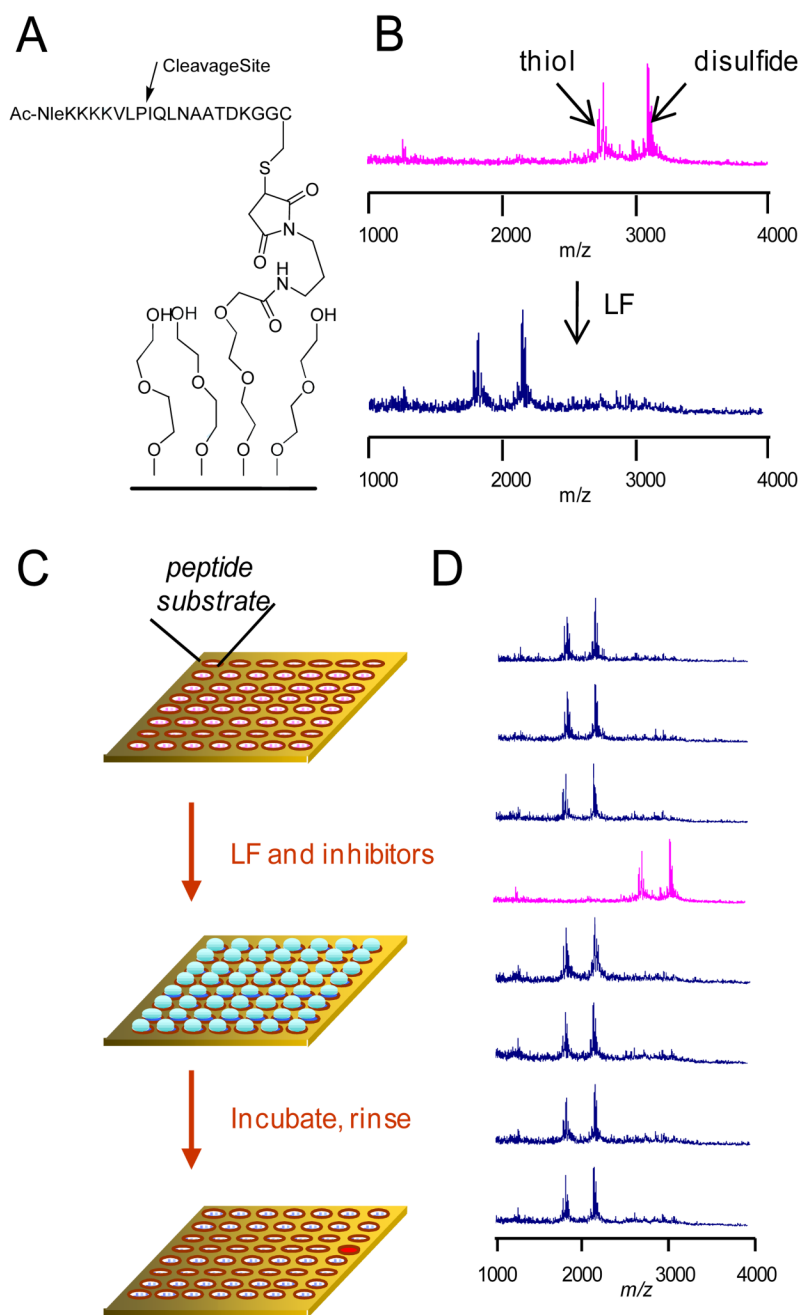 A
CleavageSite
Ac-NleKKKKVLPIQLNAATDKGGC
S
O
N
O
H
N
O
O
OH
OH
OH
O
O
O
O
O
O
O
O
B
thiol
disulfide
1000 2000 3000 4000
m/z
LF
1000 2000 3000 4000
m/z
C
peptide
substrate
LF and inhibitors
Incubate, rinse
D
1000 2000 3000 4000
m/z